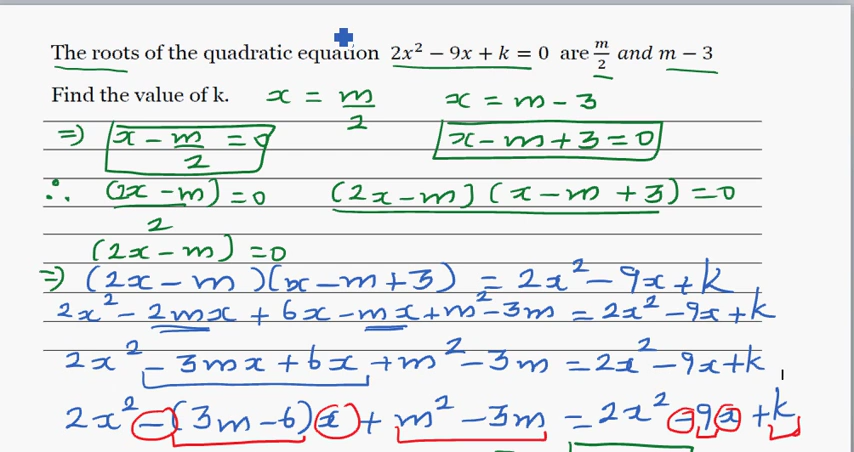 The roots of the quadratic equation 2x² − 9x + k = 0 are m/2 and m − 3
Find the value of k. x = m/2 x = m − 3
⇒ x − m/2 = 0 x − m + 3 = 0
∴ (2x − m)/2 = 0 (2x − m)(x − m + 3) = 0
(2x − m) = 0
⇒ (2x − m)(x − m + 3) = 2x² − 9x + k
2x² − 2mx + 6x − mx + m² − 3m = 2x² − 9x + k
2x² − 3mx + 6x + m² − 3m = 2x² − 9x + k
2x² − (3m − 6)x + m² − 3m = 2x² − 9x + k